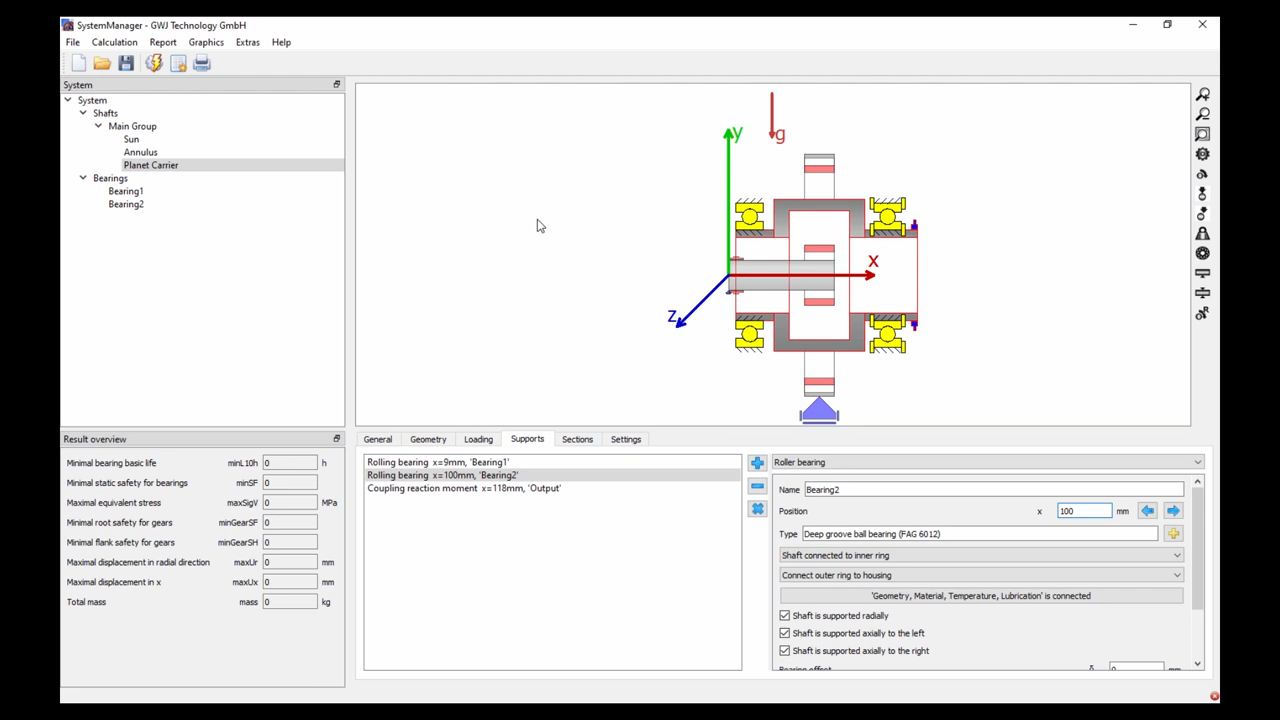 SystemManager - GWJ Technology GmbH
File Calculation Report Graphics Extras Help
System
System
Shafts
Main Group
Sun
Annulus
Planet Carrier
Bearings
Bearing1
Bearing2
y
g
x
z
Result overview
Minimal bearing basic life minL10h 0 h
Minimal static safety for bearings minSF 0
Maximal equivalent stress maxSigV 0 MPa
Minimal root safety for gears minGearSF 0
Minimal flank safety for gears minGearSH 0
Maximal displacement in radial direction maxUr 0 mm
Maximal displacement in x maxUx 0 mm
Total mass mass 0 kg
General Geometry Loading Supports Sections Settings
Rolling bearing x=9mm, 'Bearing1'
Rolling bearing x=100mm, 'Bearing2'
Coupling reaction moment x=118mm, 'Output'
Roller bearing
Name Bearing2
Position x 100 mm
Type Deep groove ball bearing (FAG 6012)
Shaft connected to inner ring
Connect outer ring to housing
'Geometry, Material, Temperature, Lubrication' is connected
Shaft is supported radially
Shaft is supported axially to the left
Shaft is supported axially to the right
Bearing offset δ 0 mm